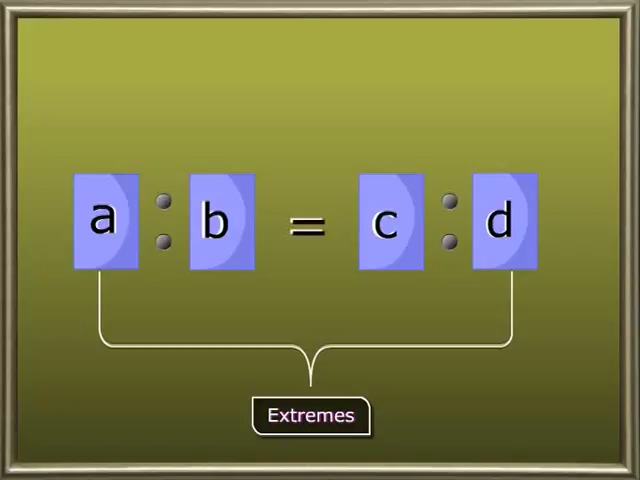 a : b = c : d
Extremes